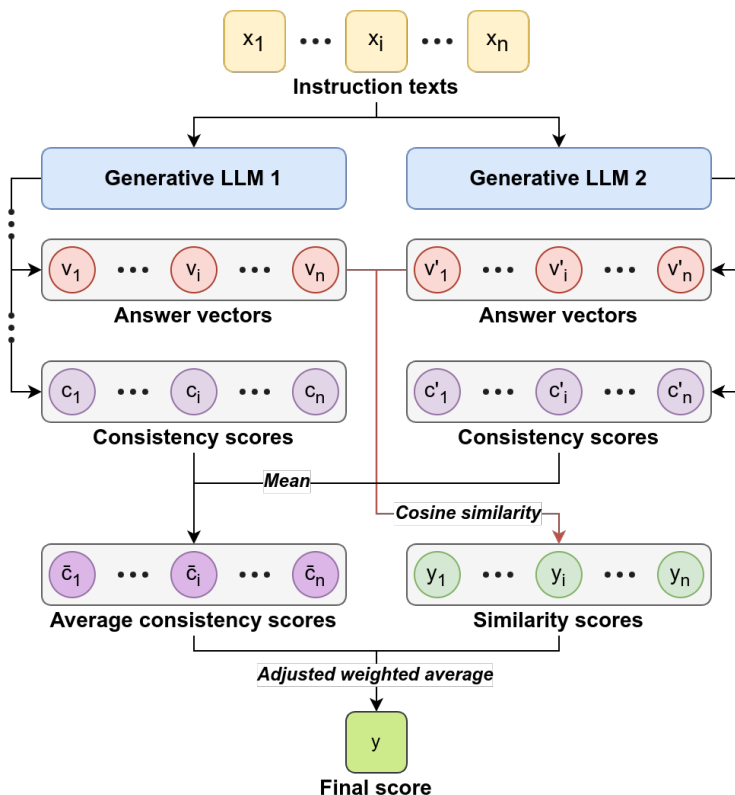 x1 ••• xi ••• xn
Instruction texts
Generative LLM 1 Generative LLM 2
v1 ••• vi ••• vn v'1 ••• v'i ••• v'n
Answer vectors Answer vectors
c1 ••• ci ••• cn c'1 ••• c'i ••• c'n
Consistency scores Consistency scores
Mean
Cosine similarity
c̄1 ••• c̄i ••• c̄n y1 ••• yi ••• yn
Average consistency scores Similarity scores
Adjusted weighted average
y
Final score